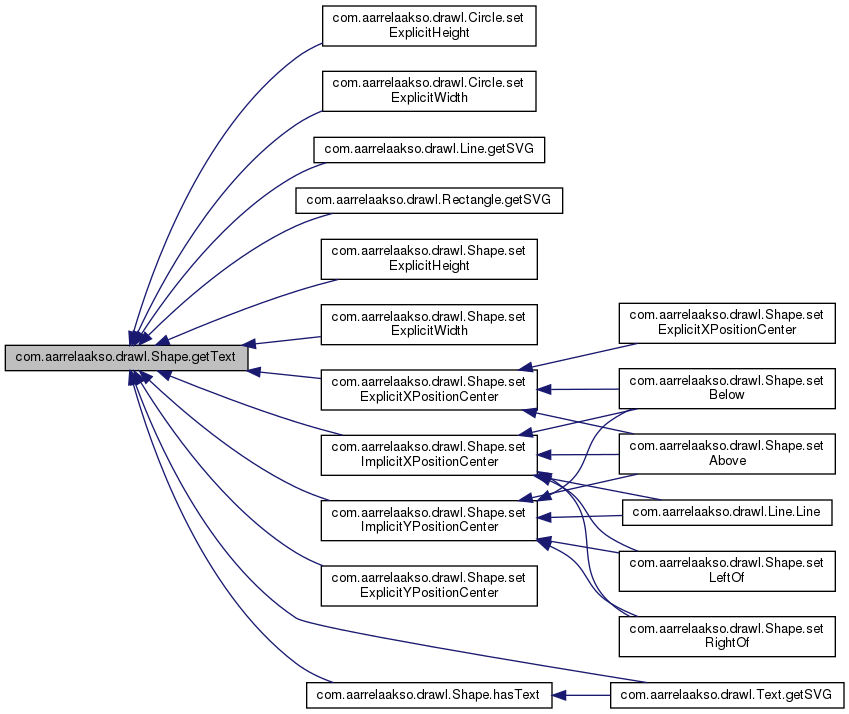 com.aarrelaakso.drawl.Shape.getText
com.aarrelaakso.drawl.Circle.set
ExplicitHeight
com.aarrelaakso.drawl.Circle.set
ExplicitWidth
com.aarrelaakso.drawl.Line.getSVG
com.aarrelaakso.drawl.Rectangle.getSVG
com.aarrelaakso.drawl.Shape.set
ExplicitHeight
com.aarrelaakso.drawl.Shape.set
ExplicitWidth
com.aarrelaakso.drawl.Shape.set
ExplicitXPositionCenter
com.aarrelaakso.drawl.Shape.set
ImplicitXPositionCenter
com.aarrelaakso.drawl.Shape.set
ImplicitYPositionCenter
com.aarrelaakso.drawl.Shape.set
ExplicitYPositionCenter
com.aarrelaakso.drawl.Shape.hasText
com.aarrelaakso.drawl.Shape.set
ExplicitXPositionCenter
com.aarrelaakso.drawl.Shape.set
Below
com.aarrelaakso.drawl.Shape.set
Above
com.aarrelaakso.drawl.Line.Line
com.aarrelaakso.drawl.Shape.set
LeftOf
com.aarrelaakso.drawl.Shape.set
RightOf
com.aarrelaakso.drawl.Text.getSVG